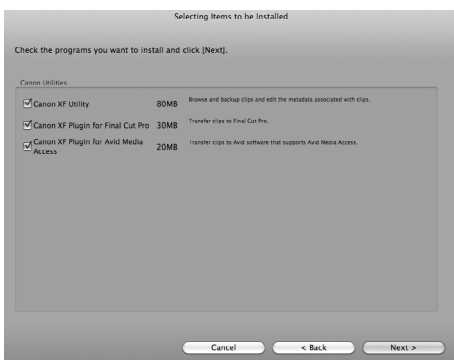 Selecting Items to be Installed
Check the programs you want to install and click [Next].
Canon Utilities
Canon XF Utility 80MB Browse and backup clips and edit the metadata associated with clips.
Canon XF Plugin for Final Cut Pro 30MB Transfer clips to Final Cut Pro.
Canon XF Plugin for Avid Media
Access 20MB Transfer clips to Avid software that supports Avid Media Access.
Cancel < Back Next >